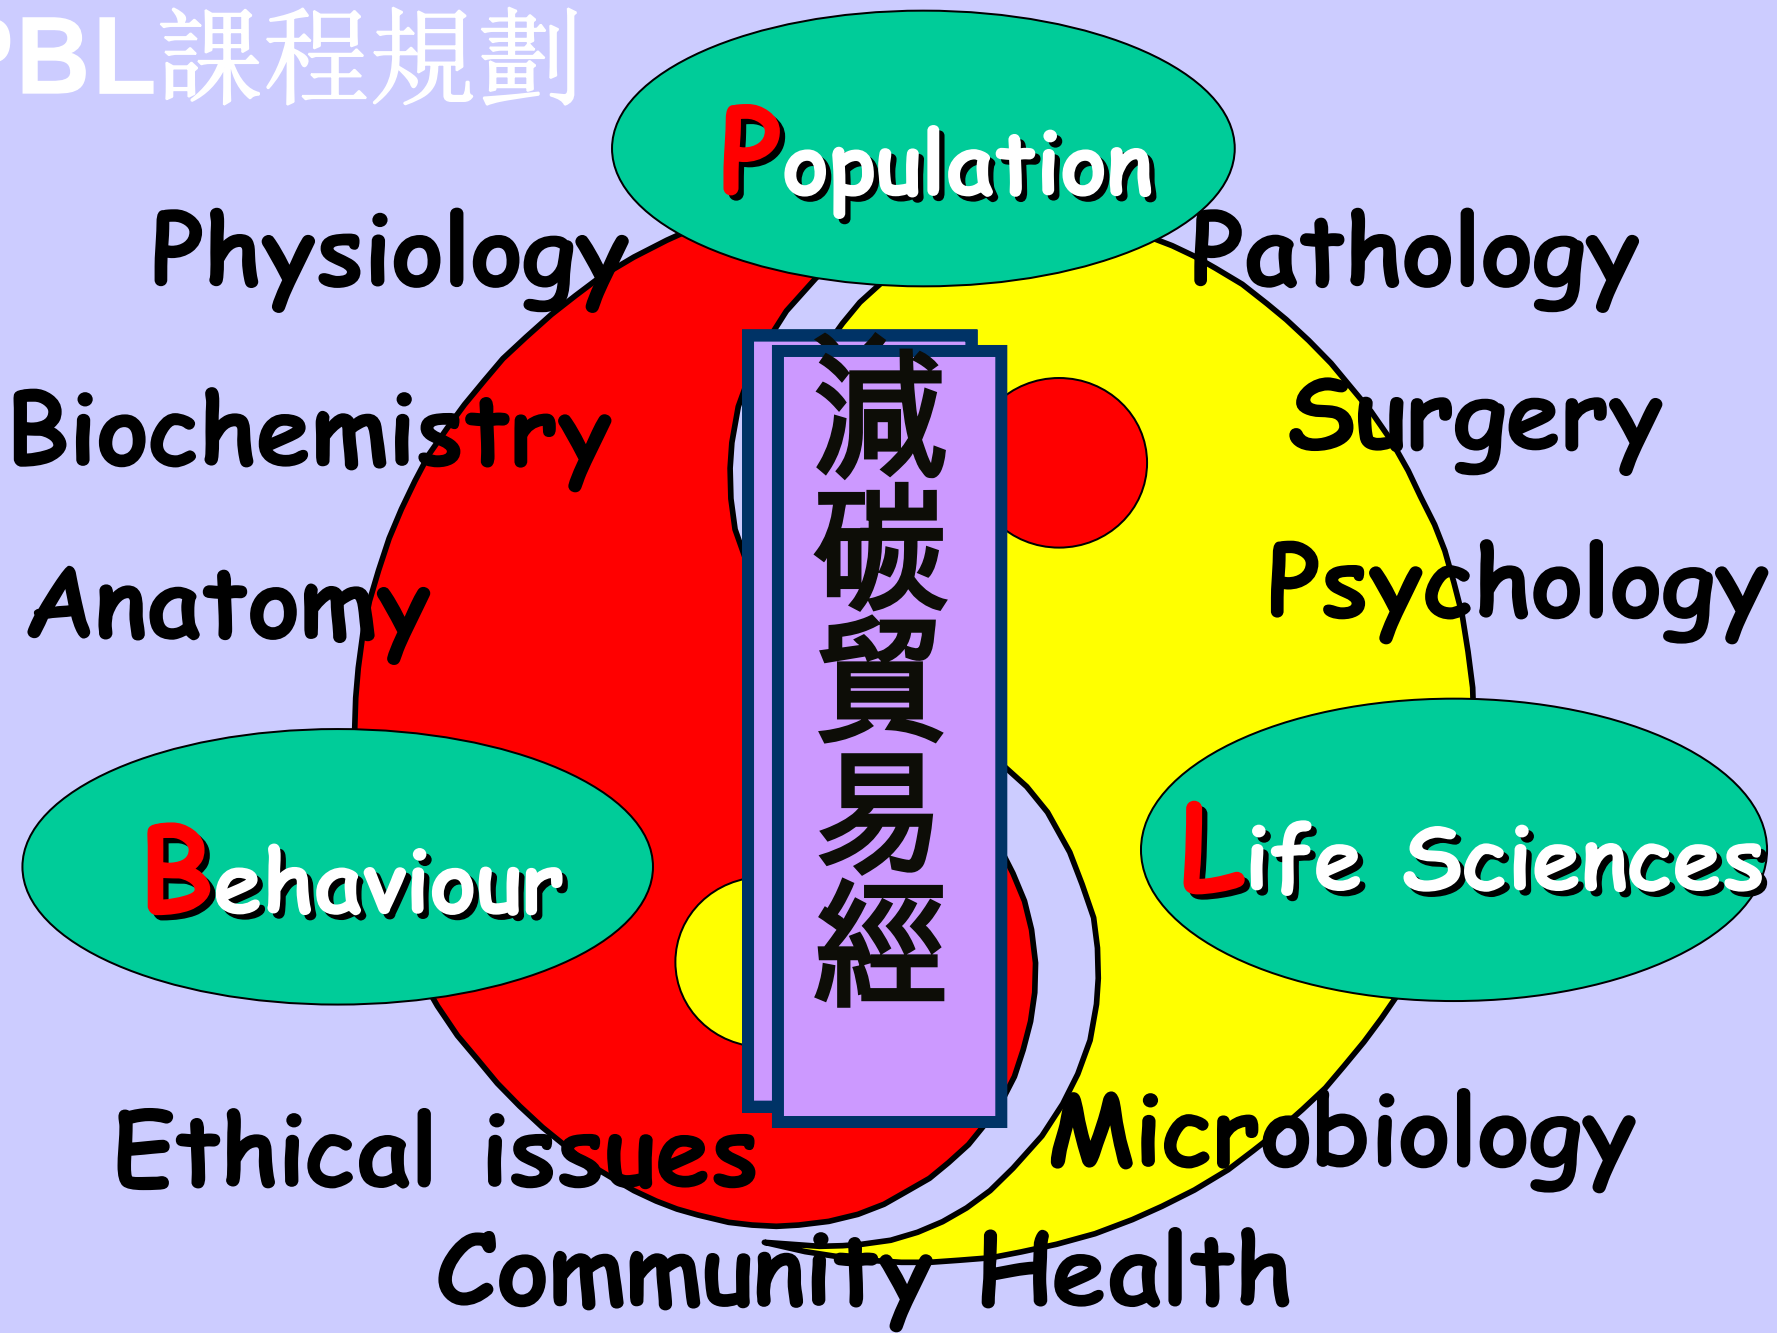 PBL課程規劃
Population
Physiology
Pathology
Biochemistry
Surgery
Anatomy
Psychology
減碳貿易經
Behaviour
Life Sciences
Ethical issues
Microbiology
Community Health